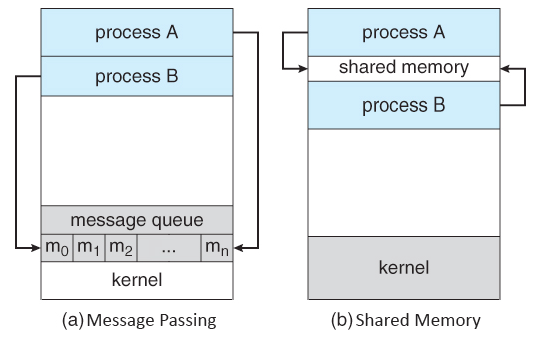 process A
process B
message queue
m0 m1 m2 ... mn
kernel
(a) Message Passing
process A
shared memory
process B
kernel
(b) Shared Memory